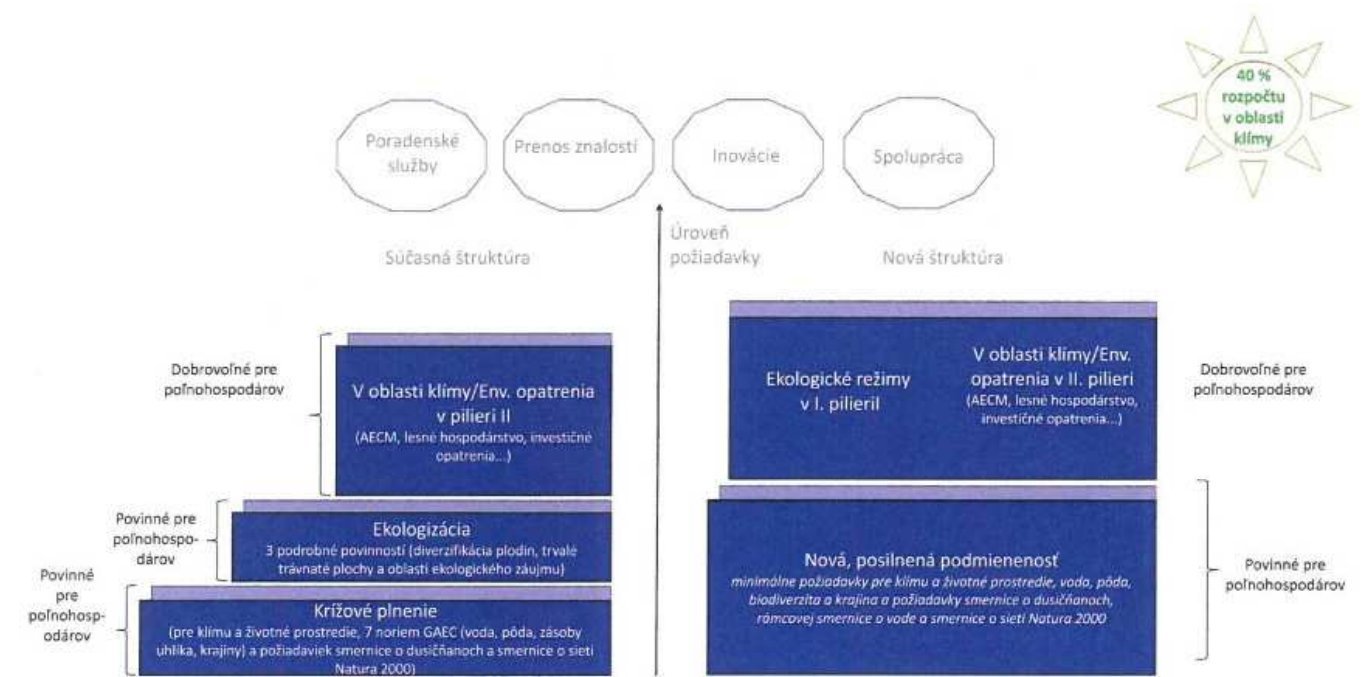 40 %
rozpočtu
v oblasti
klímy
Poradenské
služby
Prenos znalostí
Inovácie
Spolupráca
Úroveň
požiadavky
Súčasná štruktúra
Nová štruktúra
Dobrovoľné pre
poľnohospodárov
V oblasti klímy/Env. opatrenia
v pilieri II
(AECM, lesné hospodárstvo, investičné
opatrenia...)
Povinné pre
poľnohospo-
dárov
Ekologizácia
3 podrobné povinností (diverzifikácia plodín, trvalé
trávnaté plochy a oblasti ekologického záujmu)
Povinné
pre
poľnohosp-
odárov
Krížové plnenie
(pre klímu a životné prostredie, 7 noriem GAEC (voda, pôda, zásoby
uhlíka, krajiny) a požiadaviek smernice o dusičňanoch a smernice o sieti
Natura 2000)
Ekologické režimy
v I. pilieriI
V oblasti klímy/Env.
opatrenia v II. pilieri
(AECM, lesné hospodárstvo,
investičné opatrenia...)
Dobrovoľné pre
poľnohospodárov
Nová, posilnená podmienenosť
minimálne požiadavky pre klímu a životné prostredie, voda, pôda,
biodiverzita a krajina a požiadavky smernice o dusičňanoch,
rámcovej smernice o vode a smernice o sieti Natura 2000
Povinné pre
poľnohospodárov